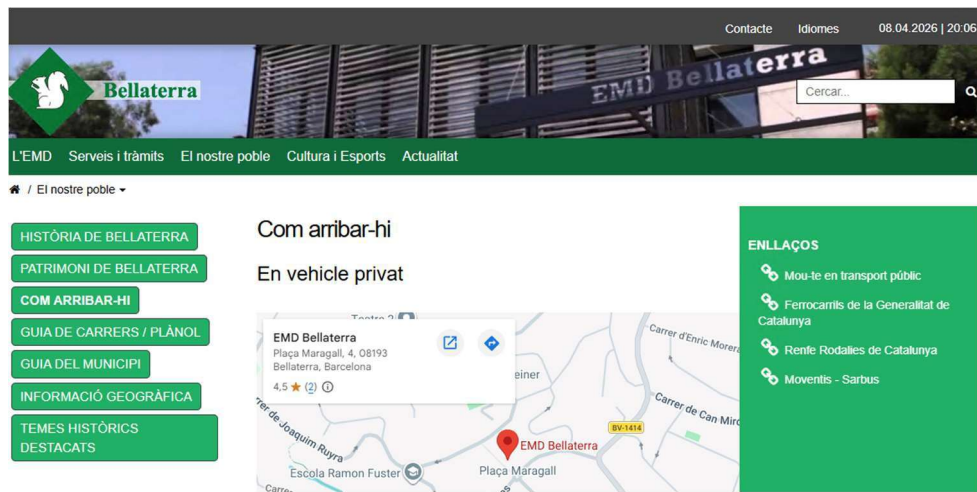 Contacte Idiomes 08.04.2026 | 20:06
Bellaterra
EMD Bellaterra
Cercar...
L'EMD Serveis i tràmits El nostre poble Cultura i Esports Actualitat
/ El nostre poble
HISTÒRIA DE BELLATERRA
PATRIMONI DE BELLATERRA
COM ARRIBAR-HI
GUIA DE CARRERS / PLÀNOL
GUIA DEL MUNICIPI
INFORMACIÓ GEOGRÀFICA
TEMES HISTÒRICS
DESTACATS
Com arribar-hi
En vehicle privat
EMD Bellaterra
Plaça Maragall, 4, 08193
Bellaterra, Barcelona
4,5 ★ (2)
Carrer d'Enric Morera
einer
Carrer de Can Miró
BV-1414
Joaquim Ruyra
EMD Bellaterra
Plaça Maragall
Escola Ramon Fuster
ENLLAÇOS
Mou-te en transport públic
Ferrocarrils de la Generalitat de
Catalunya
Renfe Rodalies de Catalunya
Moventis - Sarbus